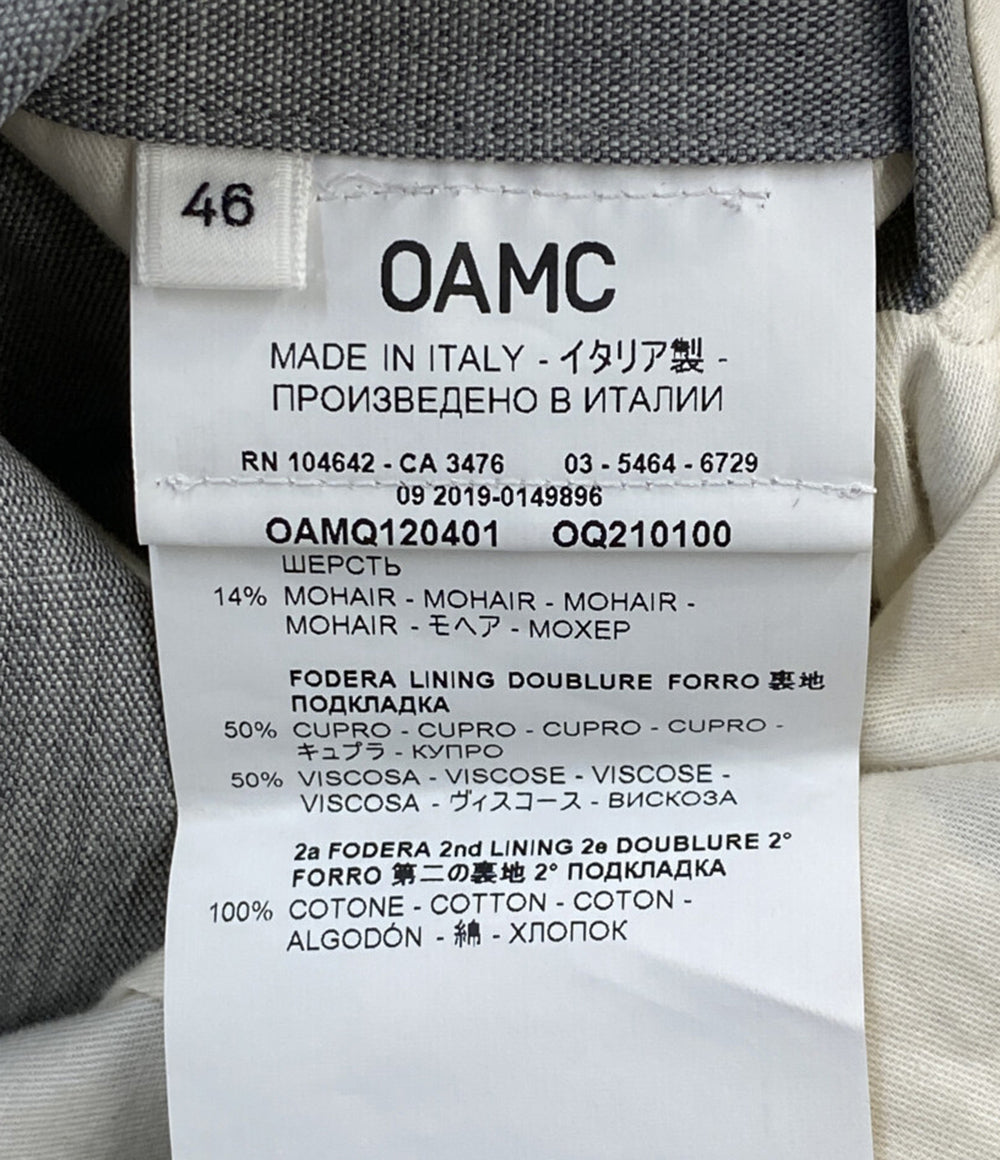 46
OAMC
MADE IN ITALY - イタリア製 -
ПРОИЗВЕДЕНО В ИТАЛИИ
RN 104642 - CA 3476 03 - 5464 - 6729
09 2019-0149896
OAMQ120401 OQ210100
ШЕРСТЬ
14% MOHAIR - MOHAIR - MOHAIR -
MOHAIR - モヘア - МОХЕР
FODERA LINING DOUBLURE FORRO 裏地
ПОДКЛАДКА
50% CUPRO - CUPRO - CUPRO - CUPRO -
キュプラ - КУПРО
50% VISCOSA - VISCOSE - VISCOSE -
VISCOSA - ヴィスコース - ВИСКОЗА
2a FODERA 2nd LINING 2e DOUBLURE 2°
FORRO 第二の裏地 2° ПОДКЛАДКА
100% COTONE - COTTON - COTON -
ALGODÓN - 綿 - ХЛОПОК